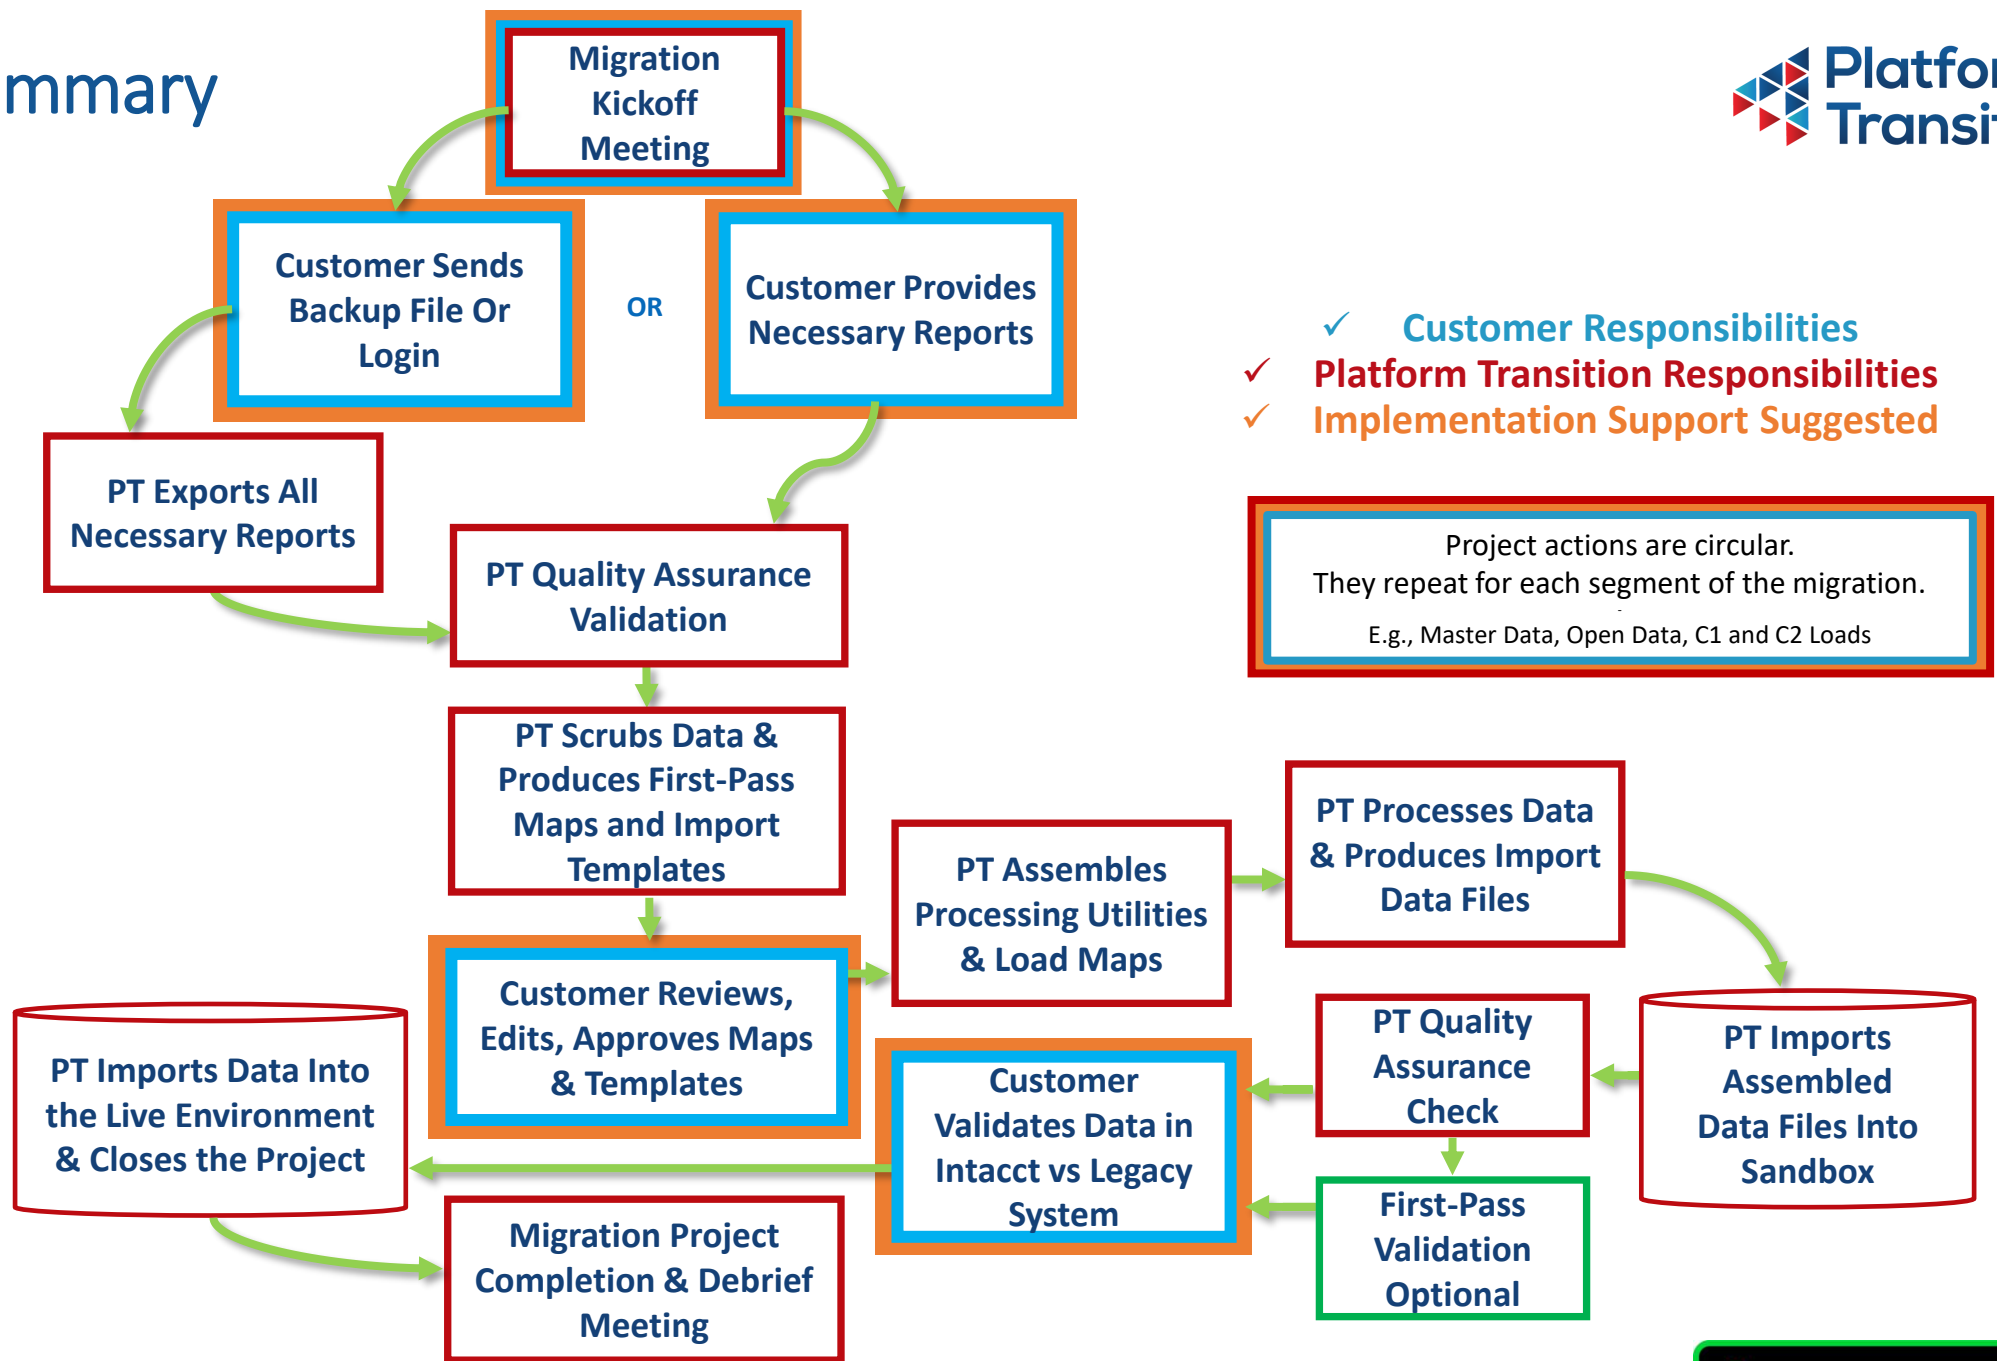 mmary
Platfor
Transi
Migration
Kickoff
Meeting
Customer Sends
Backup File Or
Login
OR
Customer Provides
Necessary Reports
✓ Customer Responsibilities
✓ Platform Transition Responsibilities
✓ Implementation Support Suggested
PT Exports All
Necessary Reports
PT Quality Assurance
Validation
Project actions are circular.
They repeat for each segment of the migration.
E.g., Master Data, Open Data, C1 and C2 Loads
PT Scrubs Data &
Produces First-Pass
Maps and Import
Templates
PT Assembles
Processing Utilities
& Load Maps
PT Processes Data
& Produces Import
Data Files
Customer Reviews,
Edits, Approves Maps
& Templates
PT Imports
Assembled
Data Files Into
Sandbox
PT Quality
Assurance
Check
Customer
Validates Data in
Intacct vs Legacy
System
First-Pass
Validation
Optional
PT Imports Data Into
the Live Environment
& Closes the Project
Migration Project
Completion & Debrief
Meeting